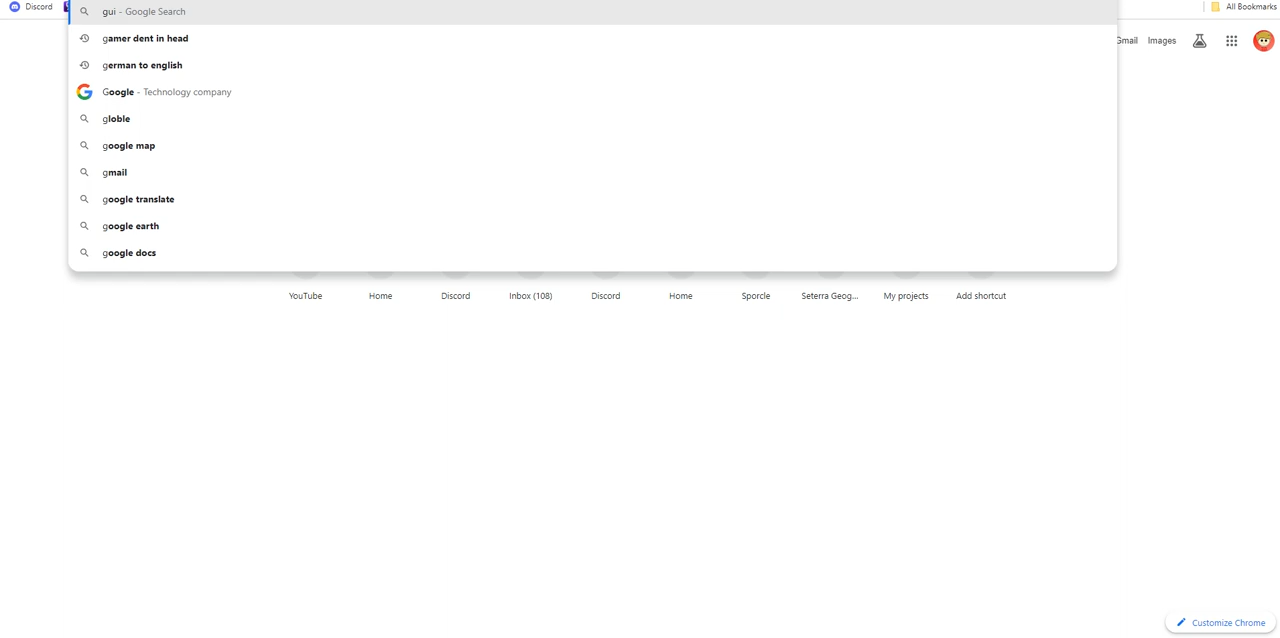 Discord All Bookmarks
gui - Google Search
gamer dent in head
Gmail Images
german to english
Google - Technology company
globle
google map
gmail
google translate
google earth
google docs
YouTube Home Discord Inbox (108) Discord Home Sporcle Seterra Geog... My projects Add shortcut
Customize Chrome